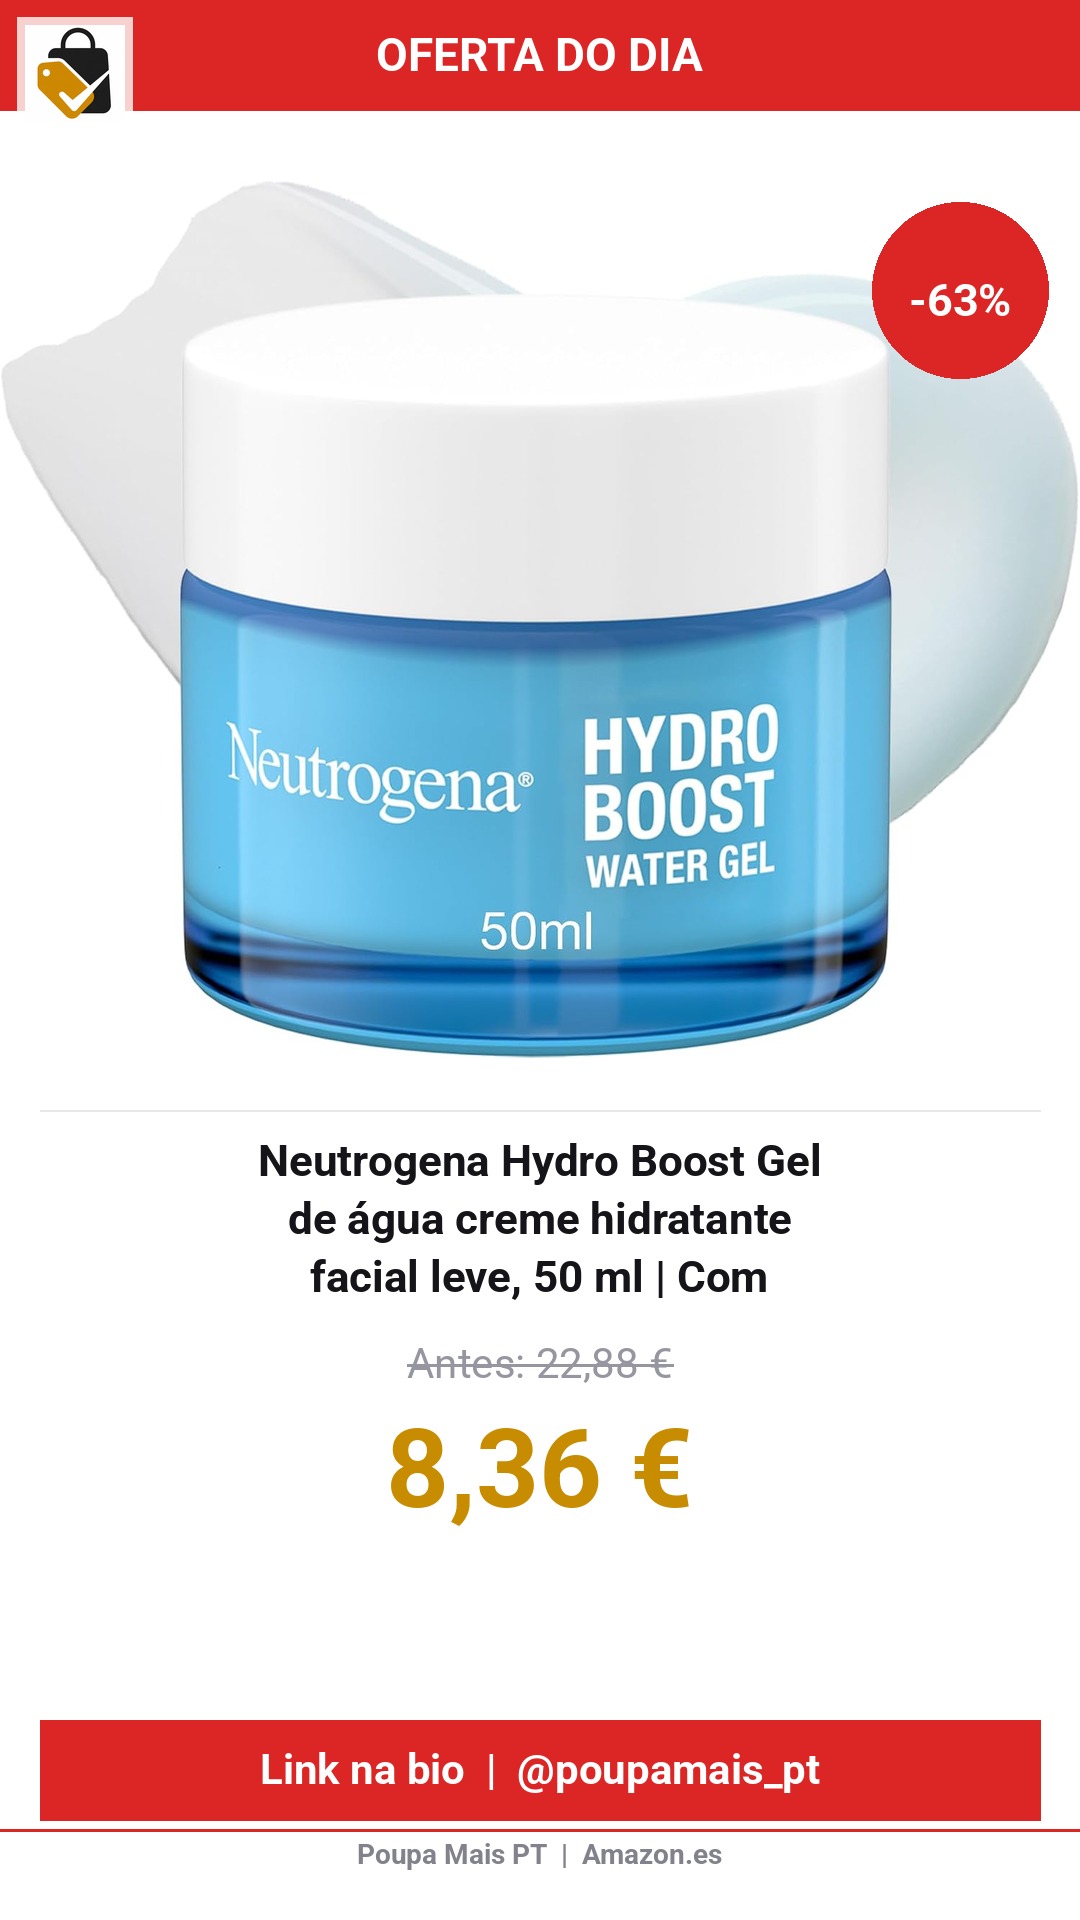 OFERTA DO DIA
-63%
Neutrogena®
HYDRO
BOOST
WATER GEL
50ml
Neutrogena Hydro Boost Gel
de água creme hidratante
facial leve, 50 ml | Com
Antes: 22,88 €
8,36 €
Link na bio | @poupamais_pt
Poupa Mais PT | Amazon.es